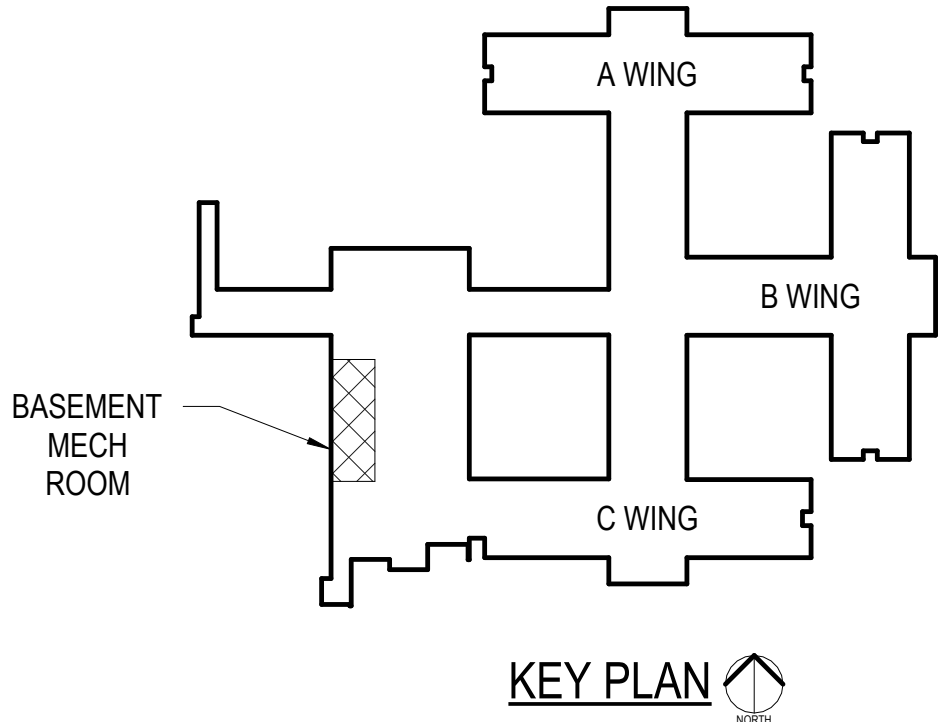 A WING
B WING
BASEMENT
MECH
ROOM
C WING
KEY PLAN
NORTH